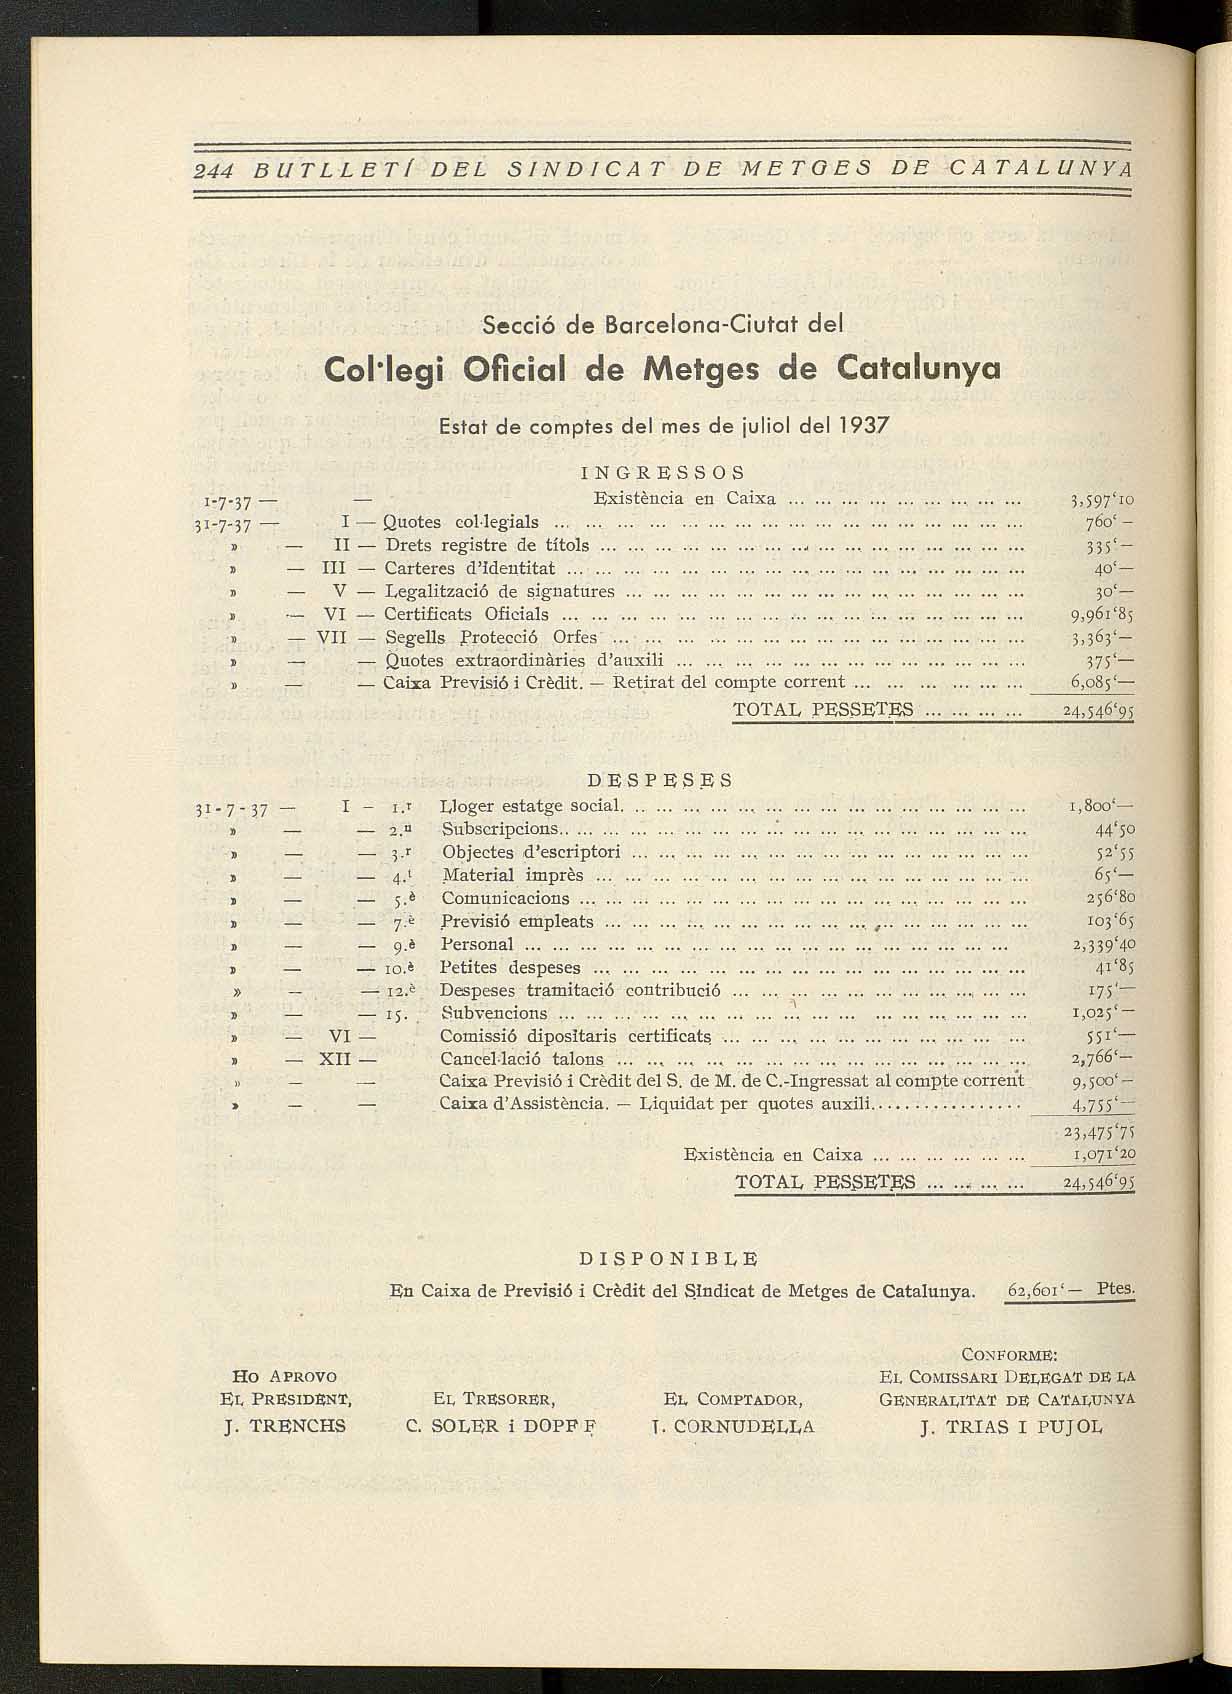 244 BUTLLETÍ DEL SINDICAT DE METGES DE CATALUNYA
Secció de Barcelona-Ciutat del
Col·legi Oficial de Metges de Catalunya
Estat de comptes del mes de juliol del 1937
INGRESSOS
1-7-37 — — Existència en Caixa ... ... ... ... ... ... ... ... ... 3,597‘10
31-7-37 — I — Quotes col·legials ... ... ... ... ... ... ... ... ... 760‘—
» — II — Drets registre de títols ... ... ... ... ... ... ... ... ... 335‘—
» — III — Carteres d'identitat ... ... ... ... ... ... ... ... ... 40‘—
» — V — Legalització de signatures ... ... ... ... ... ... ... ... ... 30‘—
» — VI — Certificats Oficials ... ... ... ... ... ... ... ... ... 9,961‘85
» — VII — Segells Protecció Orfes ... ... ... ... ... ... ... ... ... 3,363‘—
» — — Quotes extraordinàries d'auxili ... ... ... ... ... ... ... ... 375‘—
» — — Caixa Previsió i Crèdit. — Retirat del compte corrent ... ... ... ... ... ... 6,085‘—
TOTAL PESSETES ... ... ... ... 24,546‘95
DESPESES
31-7-37 — I — 1.r Lloger estatge social. ... ... ... ... ... ... ... ... 1,800‘—
» — — 2.n Subscripcions.. ... ... ... ... ... ... ... ... 44‘50
» — — 3.r Objectes d'escriptori ... ... ... ... ... ... ... ... 52‘55
» — — 4.t Material imprès ... ... ... ... ... ... ... ... 65‘—
» — — 5.è Comunicacions ... ... ... ... ... ... ... ... 256‘80
» — — 7.è Previsió empleats ... ... ... ... ... ... ... ... 103‘65
» — — 9.è Personal ... ... ... ... ... ... ... ... 2,339‘40
» — — 10.è Petites despeses ... ... ... ... ... ... ... ... 41‘85
» — — 12.è Despeses tramitació contribució ... ... ... ... ... ... ... 175‘—
» — — 15. Subvencions ... ... ... ... ... ... ... ... 1,025‘—
» — VI — Comissió dipositaris certificats ... ... ... ... ... ... ... 551‘—
» — XII — Cancel·lació talons ... ... ... ... ... ... ... ... 2,766‘—
» — — Caixa Previsió i Crèdit del S. de M. de C.-Ingressat al compte corrent 9,500‘—
» — — Caixa d'Assistència. — Liquidat per quotes auxili................. 4,755‘—
23,475‘75
Existència en Caixa ... ... ... ... ... ... 1,071‘20
TOTAL PESSETES ... ... ... ... 24,546‘95
DISPONIBLE
En Caixa de Previsió i Crèdit del Sindicat de Metges de Catalunya. 62,601‘— Ptes.
HO APROVO
EL PRESIDENT,
J. TRENCHS
EL TRESORER,
C. SOLER i DOPFF
EL COMPTADOR,
I. CORNUDELLA
CONFORME:
EL COMISSARI DELEGAT DE LA
GENERALITAT DE CATALUNYA
J. TRIAS I PUJOL